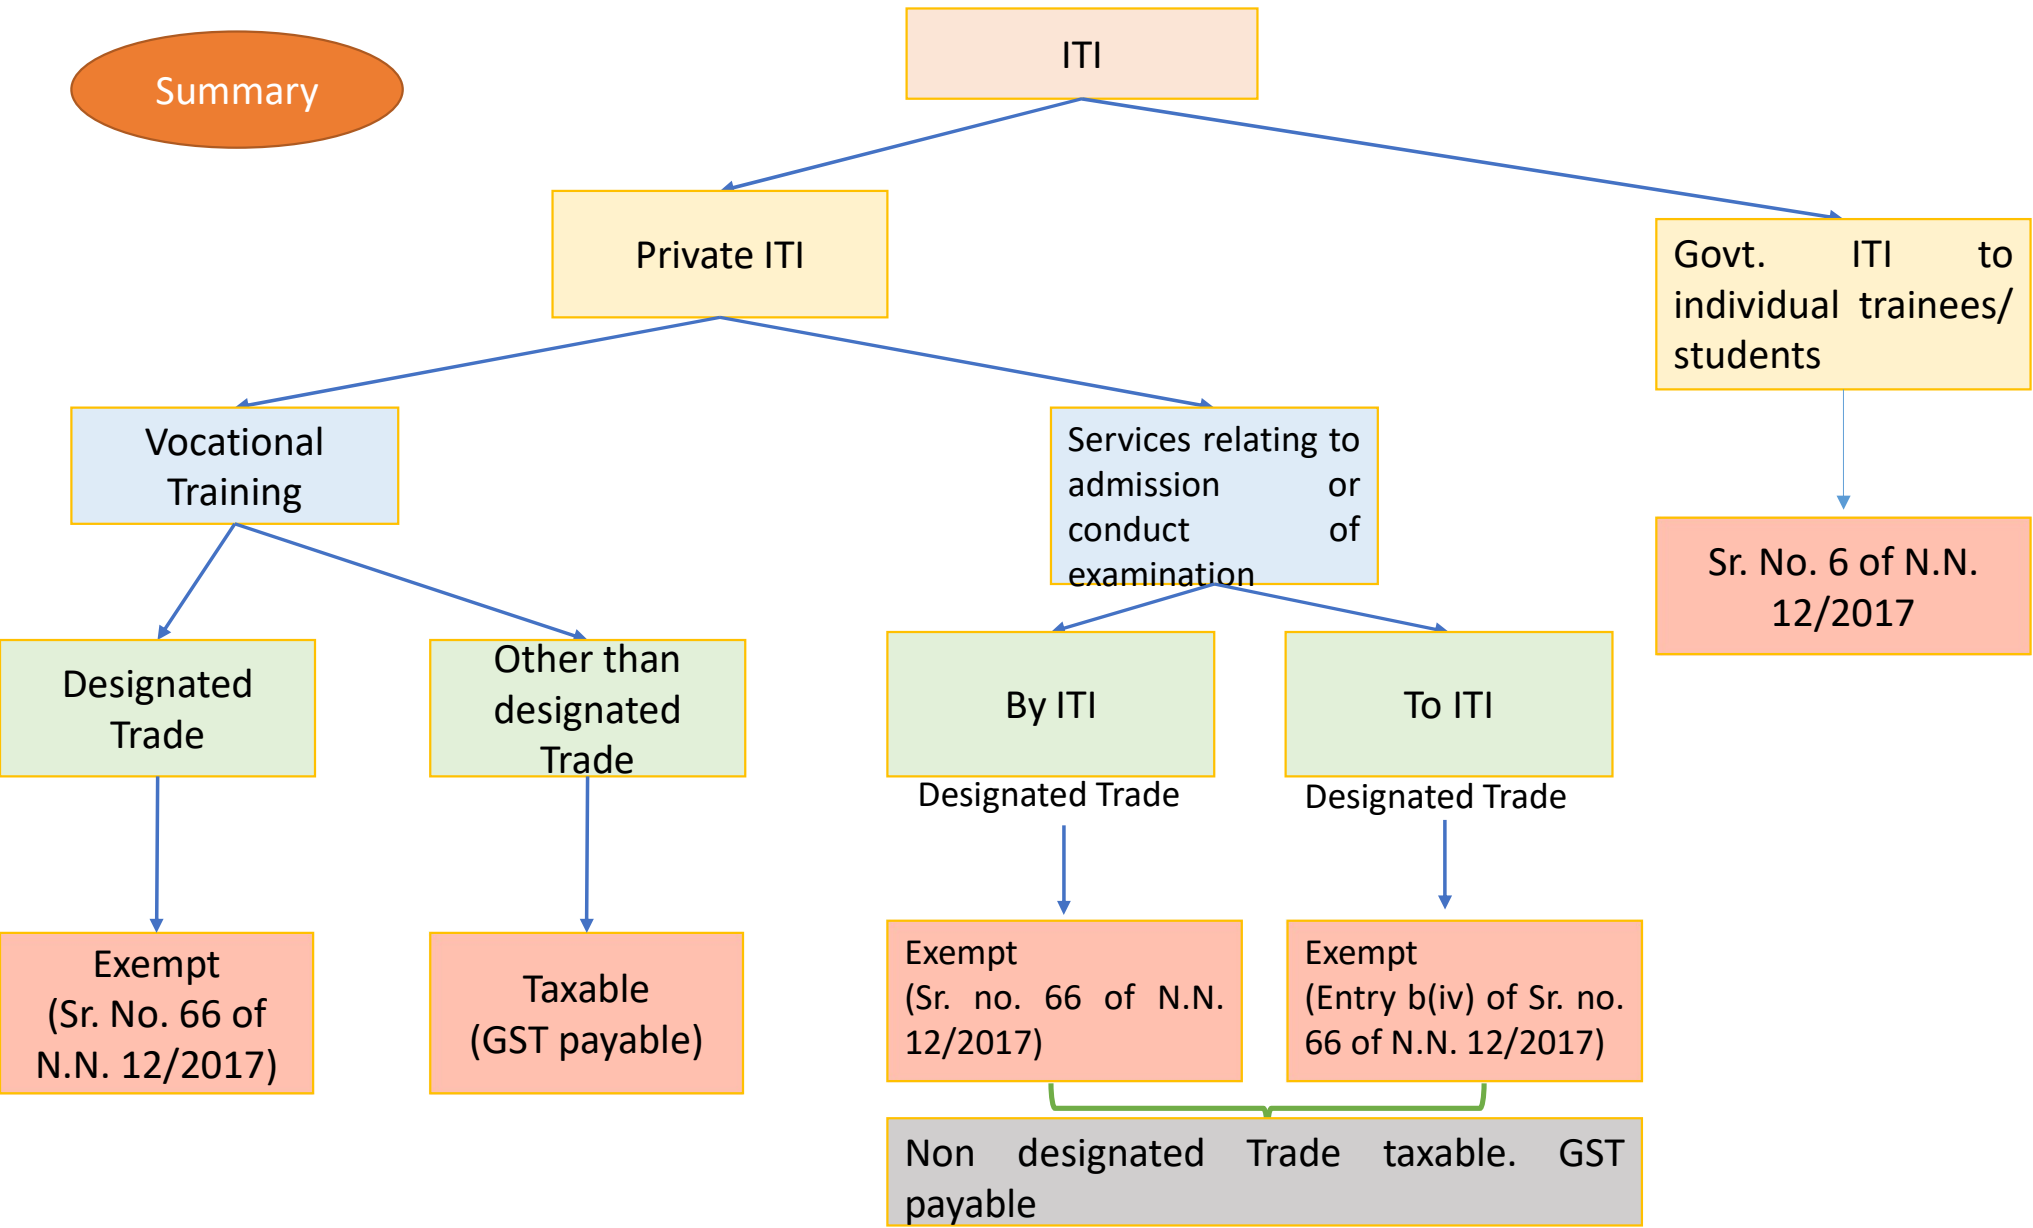 Summary
ITI
Private ITI
Govt. ITI to
individual trainees/
students
Vocational
Training
Services relating to
admission or
conduct of
examination
Sr. No. 6 of N.N.
12/2017
Designated
Trade
Other than
designated
Trade
By ITI
To ITI
Designated Trade
Designated Trade
Exempt
(Sr. No. 66 of
N.N. 12/2017)
Taxable
(GST payable)
Exempt
(Sr. no. 66 of N.N.
12/2017)
Exempt
(Entry b(iv) of Sr. no.
66 of N.N. 12/2017)
Non designated Trade taxable. GST
payable